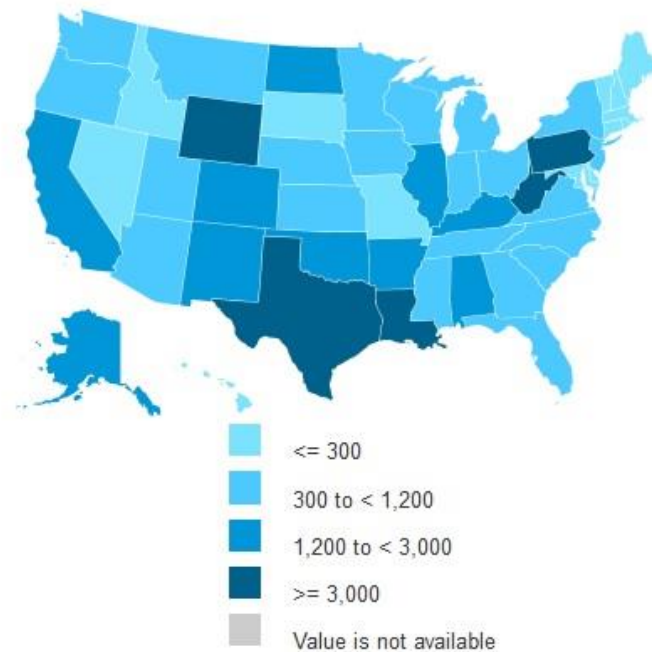 <= 300
300 to < 1,200
1,200 to < 3,000
>= 3,000
Value is not available